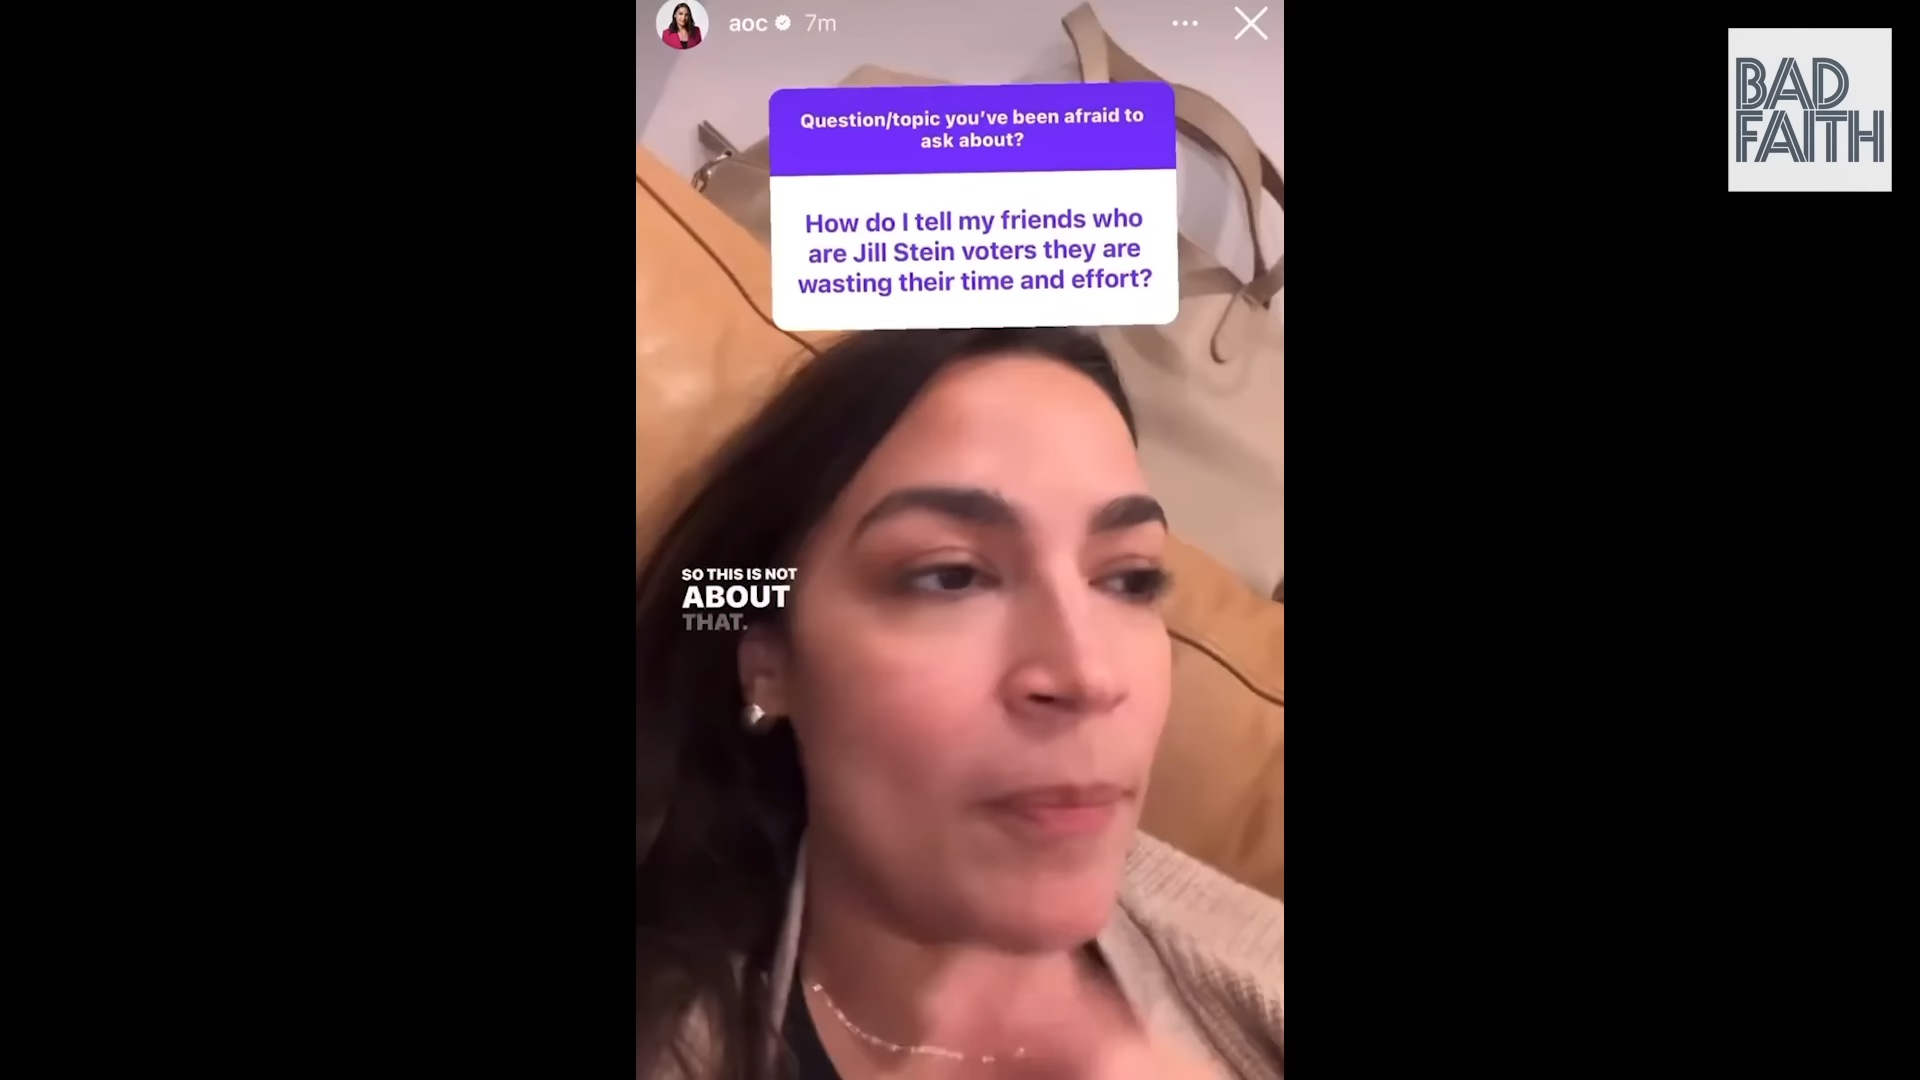 aoc 7m
BAD
FAITH
Question/topic you've been afraid to
ask about?
How do I tell my friends who
are Jill Stein voters they are
wasting their time and effort?
SO THIS IS NOT
ABOUT
THAT.